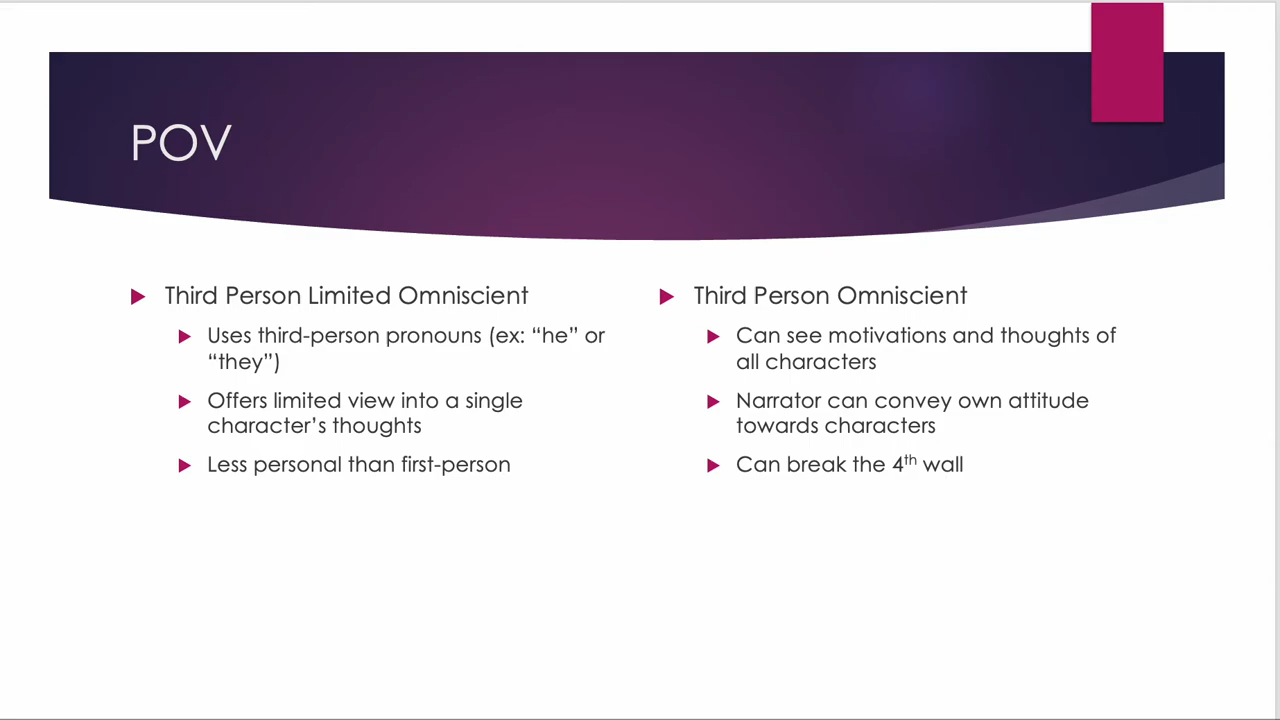 POV
Third Person Limited Omniscient
Uses third-person pronouns (ex: “he” or
“they”)
Offers limited view into a single
character’s thoughts
Less personal than first-person
Third Person Omniscient
Can see motivations and thoughts of
all characters
Narrator can convey own attitude
towards characters
Can break the 4th wall